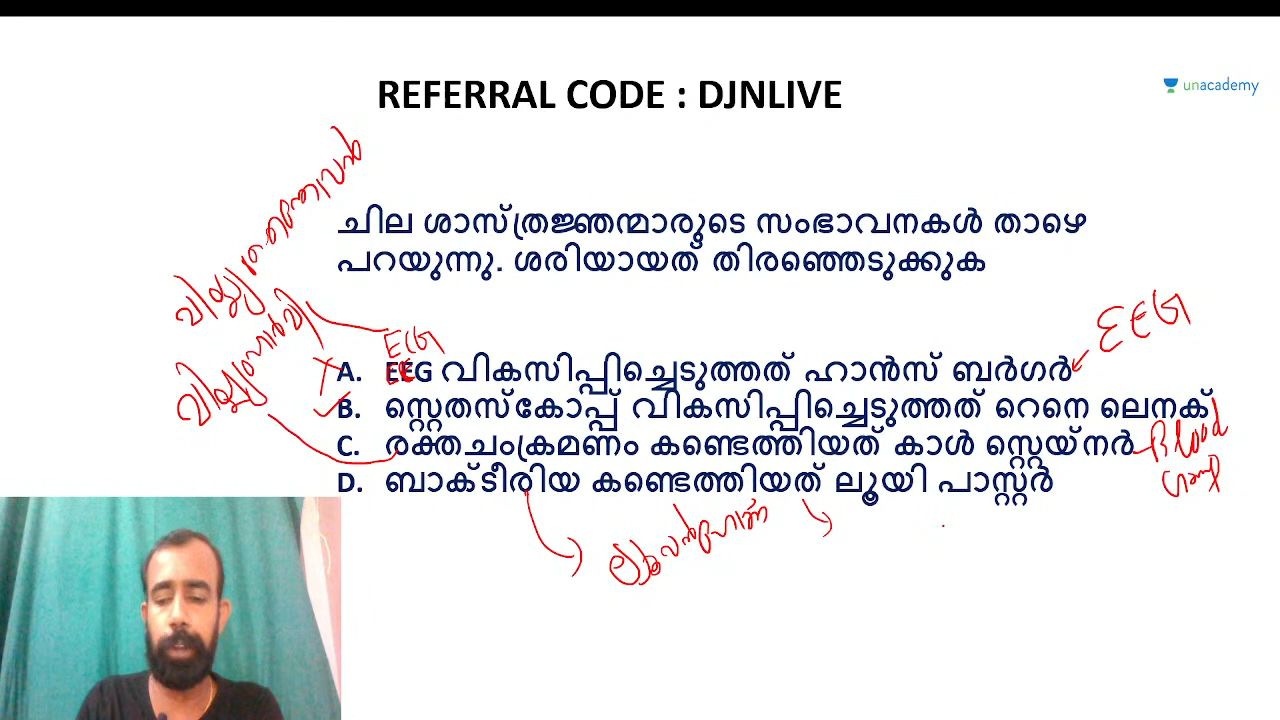 REFERRAL CODE : DJNLIVE
unacademy
ചില ശാസ്ത്രജ്ഞന്മാരുടെ സംഭാവനകൾ താഴെ
പറയുന്നു. ശരിയായത് തിരഞ്ഞെടുക്കുക
EEG
ECG
A. EEG വികസിപ്പിച്ചെടുത്തത് ഹാൻസ് ബർഗർ
B. സ്റ്റെതസ്കോപ്പ് വികസിപ്പിച്ചെടുത്തത് റെനെ ലെനക്
C. രക്തചംക്രമണം കണ്ടെത്തിയത് കാൾ സ്റ്റെയ്നർ
Blood
D. ബാക്ടീരിയ കണ്ടെത്തിയത് ലൂയി പാസ്റ്റർ